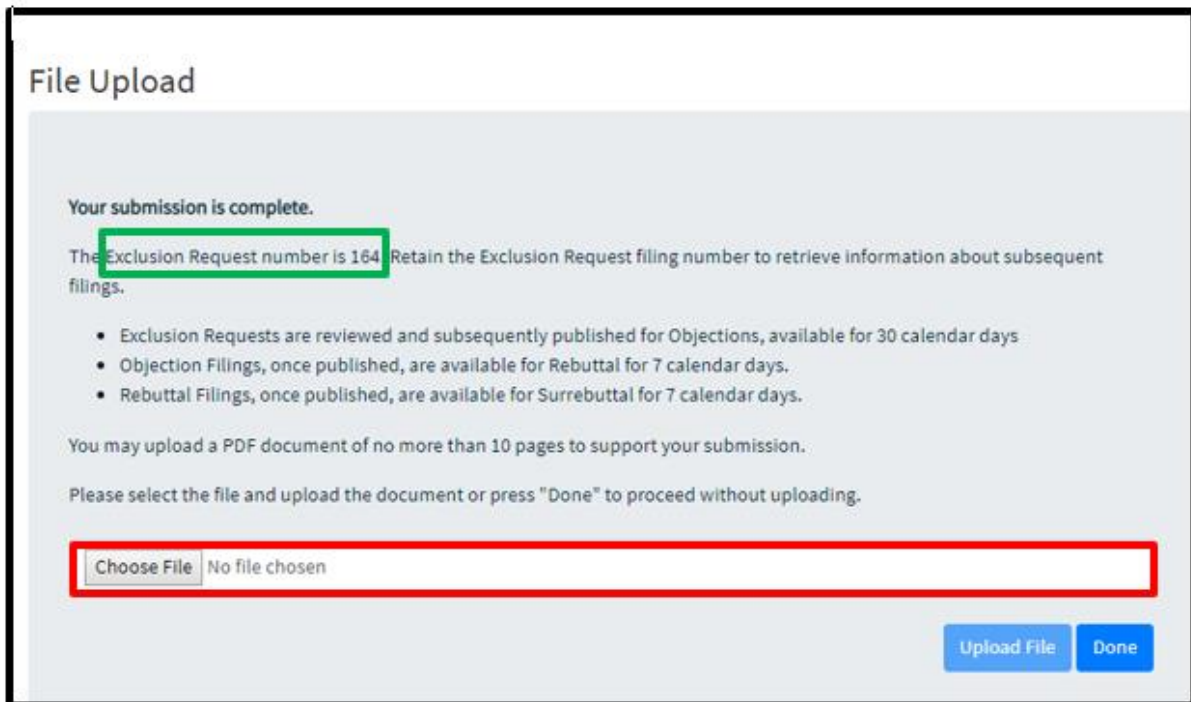 File Upload
Your submission is complete.
The Exclusion Request number is 164. Retain the Exclusion Request filing number to retrieve information about subsequent
filings.
• Exclusion Requests are reviewed and subsequently published for Objections, available for 30 calendar days
• Objection Filings, once published, are available for Rebuttal for 7 calendar days.
• Rebuttal Filings, once published, are available for Surrebuttal for 7 calendar days.
You may upload a PDF document of no more than 10 pages to support your submission.
Please select the file and upload the document or press "Done" to proceed without uploading.
Choose File No file chosen
Upload File Done